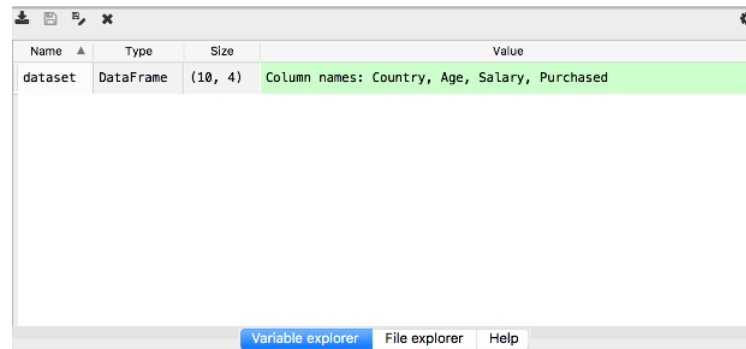 Name Type Size Value
dataset DataFrame (10, 4) Column names: Country, Age, Salary, Purchased
Variable explorer File explorer Help